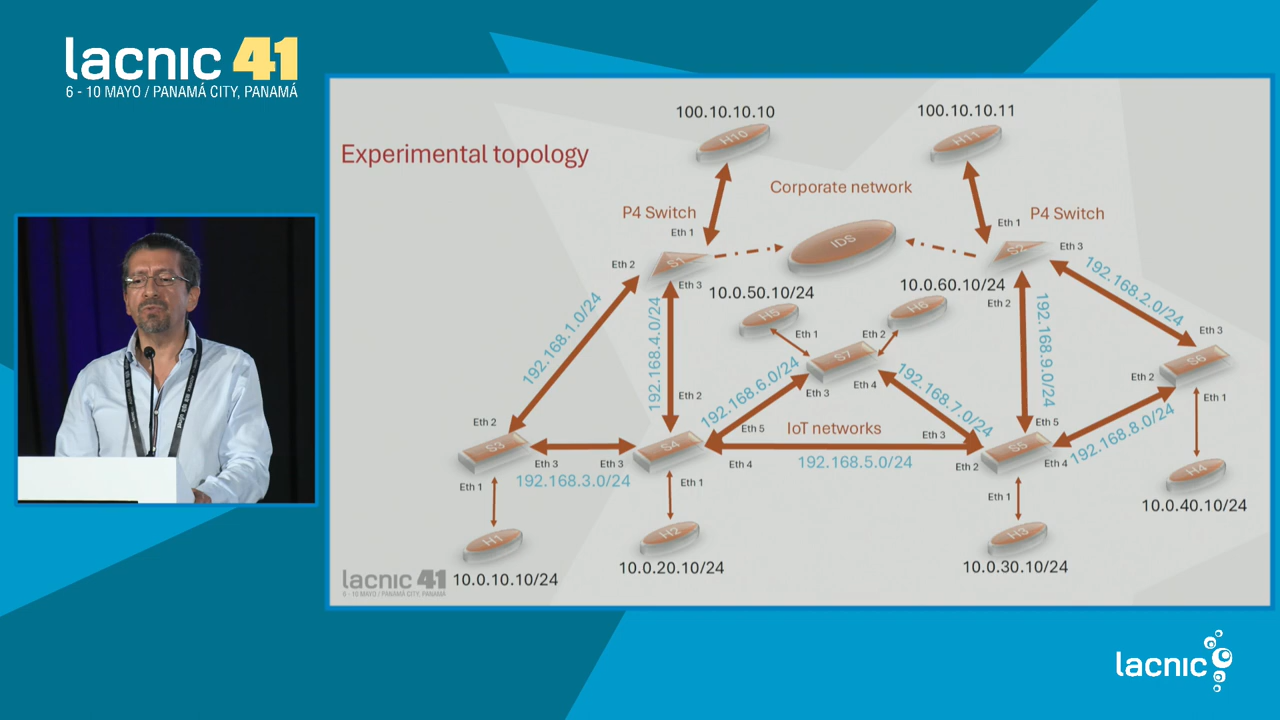 lacnic 41
6 - 10 MAYO / PANAMÁ CITY, PANAMÁ
Experimental topology
100.10.10.10
100.10.10.11
H10
H11
Corporate network
P4 Switch
P4 Switch
Eth 1
Eth 1
IDS
Eth 2
S1
Eth 3
S2
Eth 3
Eth 2
10.0.50.10/24
10.0.60.10/24
H5
H6
Eth 1
Eth 2
192.168.1.0/24
192.168.4.0/24
192.168.6.0/24
S7
Eth 3
Eth 4
192.168.7.0/24
192.168.9.0/24
192.168.2.0/24
Eth 3
S6
Eth 2
Eth 1
Eth 2
S3
Eth 3
Eth 1
192.168.3.0/24
Eth 2
S4
Eth 3
Eth 5
Eth 4
Eth 1
IoT networks
192.168.5.0/24
Eth 3
Eth 2
S5
Eth 5
Eth 4
Eth 1
192.168.8.0/24
H4
10.0.40.10/24
H1
10.0.10.10/24
H2
10.0.20.10/24
H3
10.0.30.10/24
lacnic 41
6 - 10 MAYO / PANAMÁ CITY, PANAMÁ
lacnic